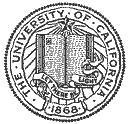 · THE · UNIVERSITY · OF · CALIFORNIA ·
LET THERE BE
LIGHT
· 1868 ·